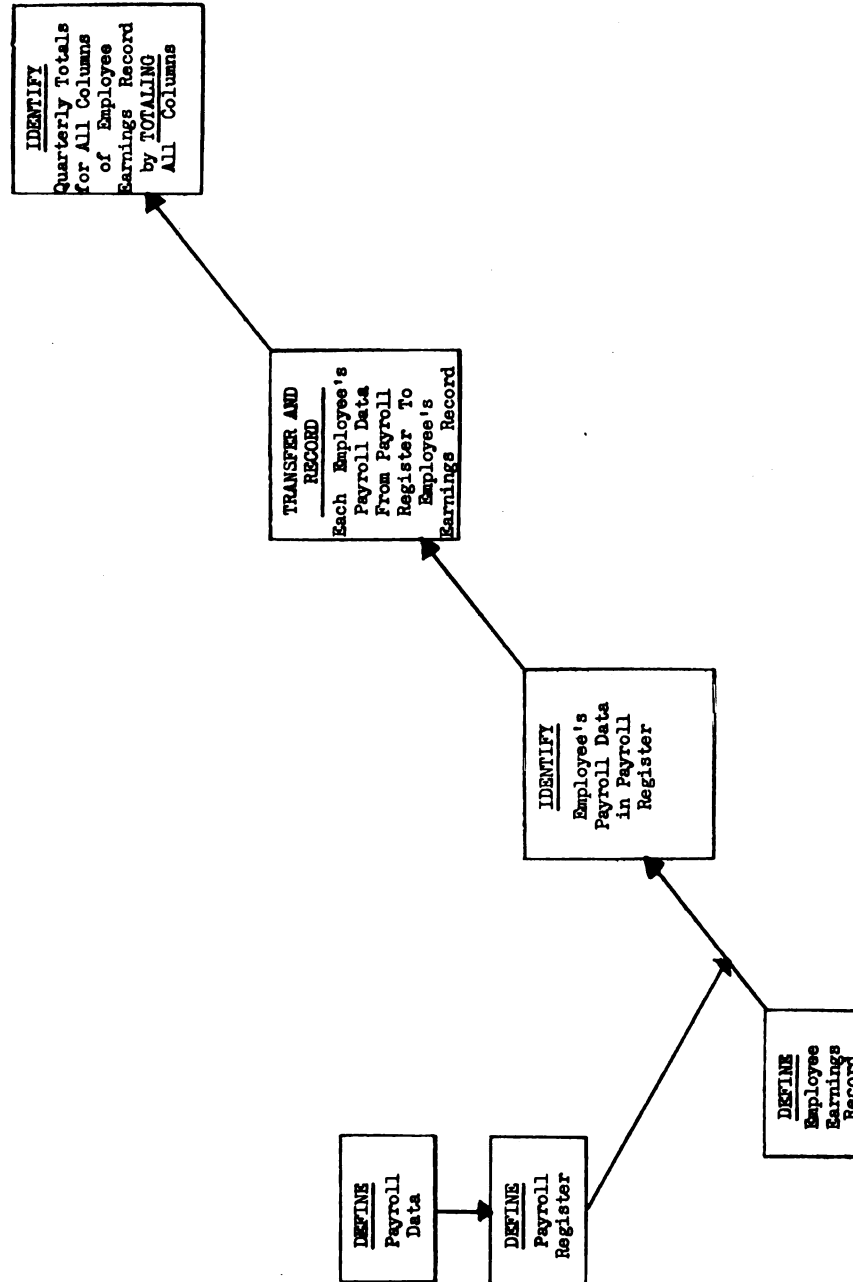 DEFINE
Payroll
Data
DEFINE
Payroll
Register
DEFINE
Employee
Earnings
Record
IDENTIFY
Employee's
Payroll Data
in Payroll
Register
TRANSFER AND
RECORD
Each Employee's
Payroll Data
From Payroll
Register To
Employee's
Earnings Record
IDENTIFY
Quarterly Totals
for All Columns
of Employee
Earnings Record
by TOTALING
All Columns